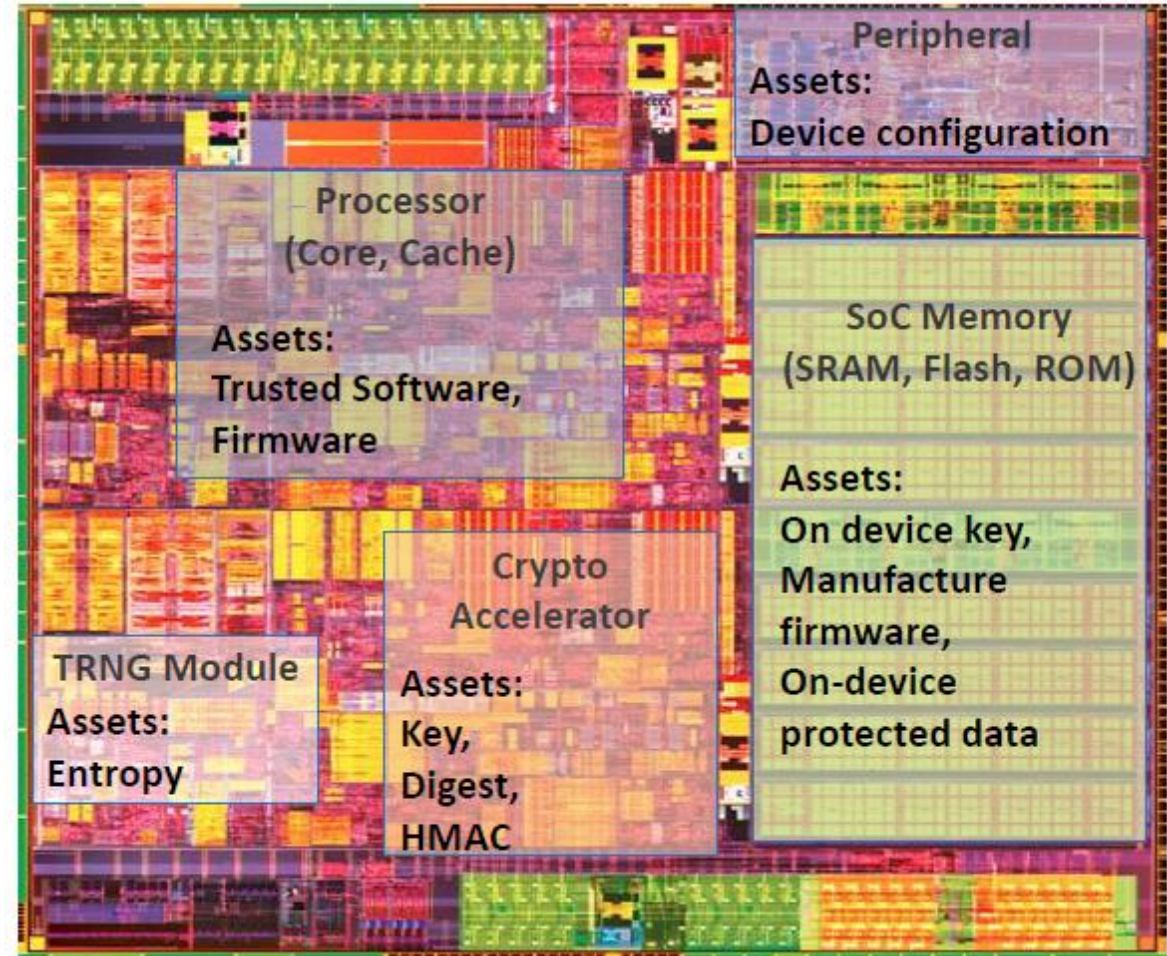 Peripheral
Assets:
Device configuration
Processor
(Core, Cache)
Assets:
Trusted Software,
Firmware
SoC Memory
(SRAM, Flash, ROM)
Assets:
On device key,
Manufacture
firmware,
On-device
protected data
Crypto
Accelerator
Assets:
Key,
Digest,
HMAC
TRNG Module
Assets:
Entropy